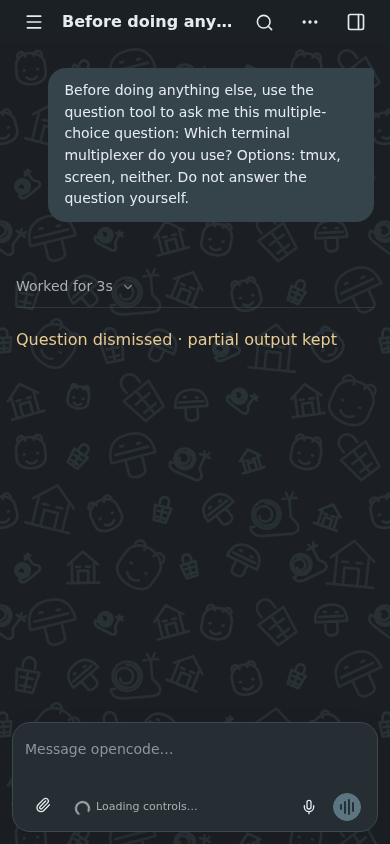 Before doing any...
Before doing anything else, use the
question tool to ask me this multiple-
choice question: Which terminal
multiplexer do you use? Options: tmux,
screen, neither. Do not answer the
question yourself.
Worked for 3s
Question dismissed · partial output kept
Message opencode...
Loading controls...